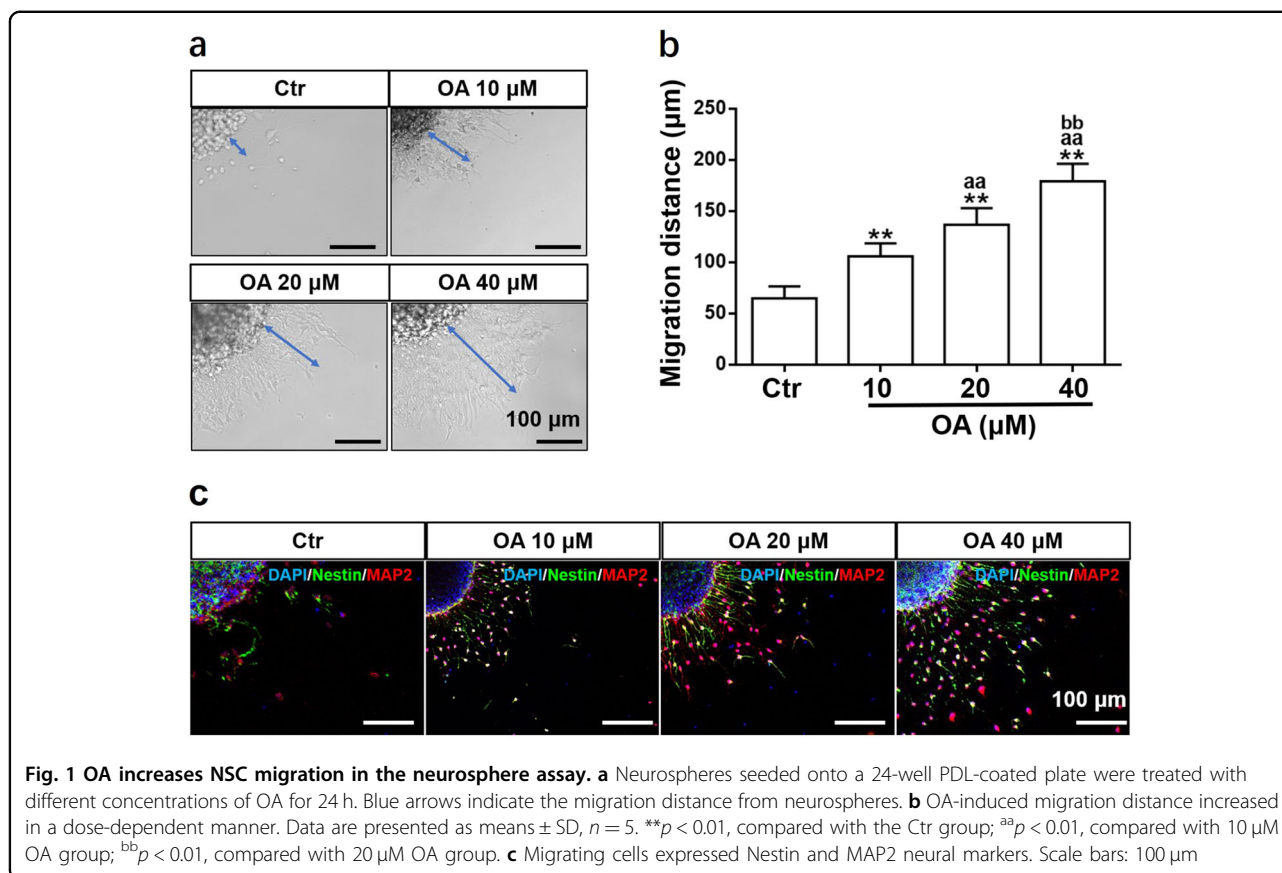 a
Ctr
OA 10 µM
OA 20 µM
OA 40 µM
100 µm
b
Migration distance (µm)
250
200
150
100
50
0
**
aa
**
bb
aa
**
Ctr
10
20
40
OA (µM)
c
Ctr
OA 10 µM
OA 20 µM
OA 40 µM
DAPI/Nestin/MAP2
DAPI/Nestin/MAP2
DAPI/Nestin/MAP2
DAPI/Nestin/MAP2
100 µm
Fig. 1 OA increases NSC migration in the neurosphere assay. a Neurospheres seeded onto a 24-well PDL-coated plate were treated with
different concentrations of OA for 24 h. Blue arrows indicate the migration distance from neurospheres. b OA-induced migration distance increased
in a dose-dependent manner. Data are presented as means ± SD, n = 5. **p < 0.01, compared with the Ctr group; aap < 0.01, compared with 10 µM
OA group; bbp < 0.01, compared with 20 µM OA group. c Migrating cells expressed Nestin and MAP2 neural markers. Scale bars: 100 µm